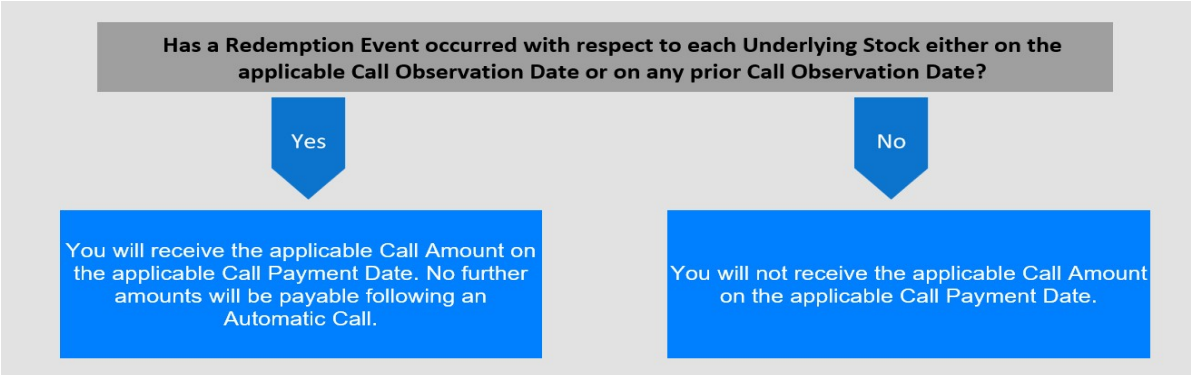 Has a Redemption Event occurred with respect to each Underlying Stock either on the
applicable Call Observation Date or on any prior Call Observation Date?
Yes
No
You will receive the applicable Call Amount on
the applicable Call Payment Date. No further
amounts will be payable following an
Automatic Call.
You will not receive the applicable Call Amount
on the applicable Call Payment Date.